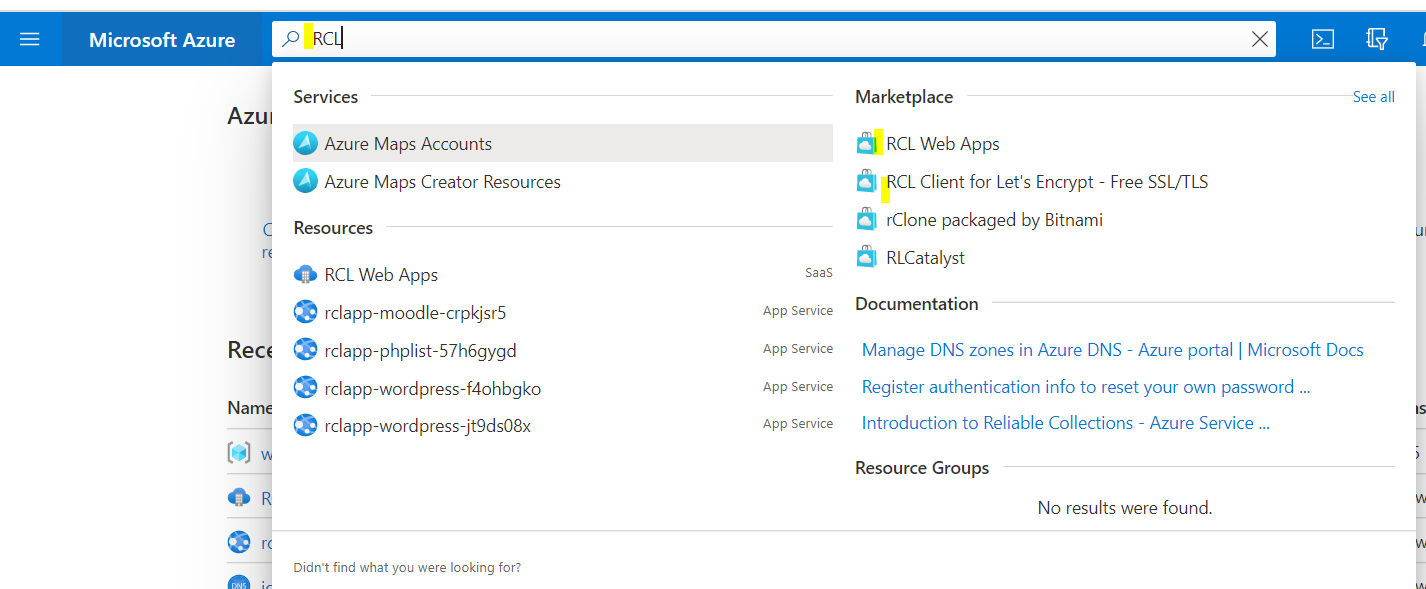 Microsoft Azure
RCL
Services
Azure Maps Accounts
Azure Maps Creator Resources
Resources
RCL Web Apps SaaS
rclapp-moodle-crpkjsr5 App Service
rclapp-phplist-57h6gygd App Service
rclapp-wordpress-f4ohbgko App Service
rclapp-wordpress-jt9ds08x App Service
Marketplace See all
RCL Web Apps
RCL Client for Let's Encrypt - Free SSL/TLS
rClone packaged by Bitnami
RLCatalyst
Documentation
Manage DNS zones in Azure DNS - Azure portal | Microsoft Docs
Register authentication info to reset your own password ...
Introduction to Reliable Collections - Azure Service ...
Resource Groups
No results were found.
Didn't find what you were looking for?
Name
DNS